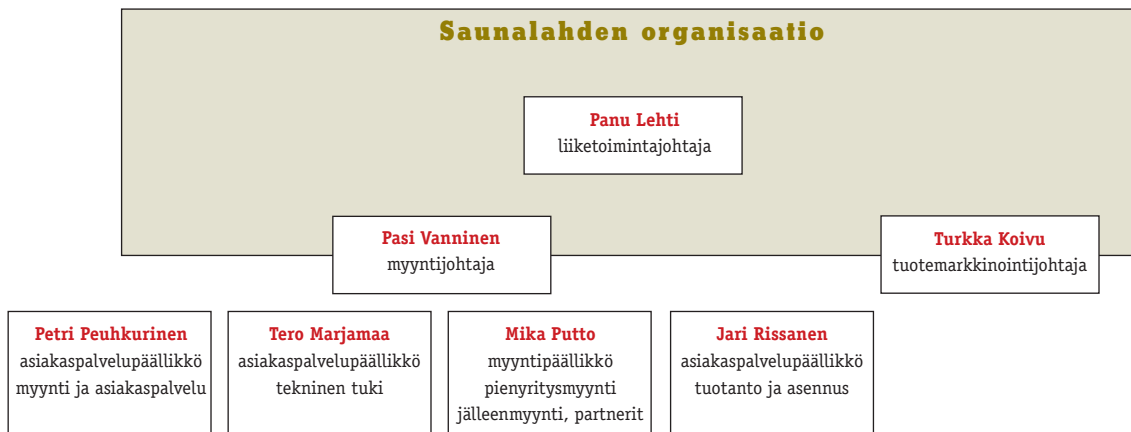 Saunalahden organisaatio
Panu Lehti
liiketoimintajohtaja
Pasi Vanninen
myyntijohtaja
Turkka Koivu
tuotemarkkinointijohtaja
Petri Peuhkurinen
asiakaspalvelupäällikkö
myynti ja asiakaspalvelu
Tero Marjamaa
asiakaspalvelupäällikkö
tekninen tuki
Mika Putto
myyntipäällikkö
pienyritysmyynti
jälleenmyynti, partnerit
Jari Rissanen
asiakaspalvelupäällikkö
tuotanto ja asennus